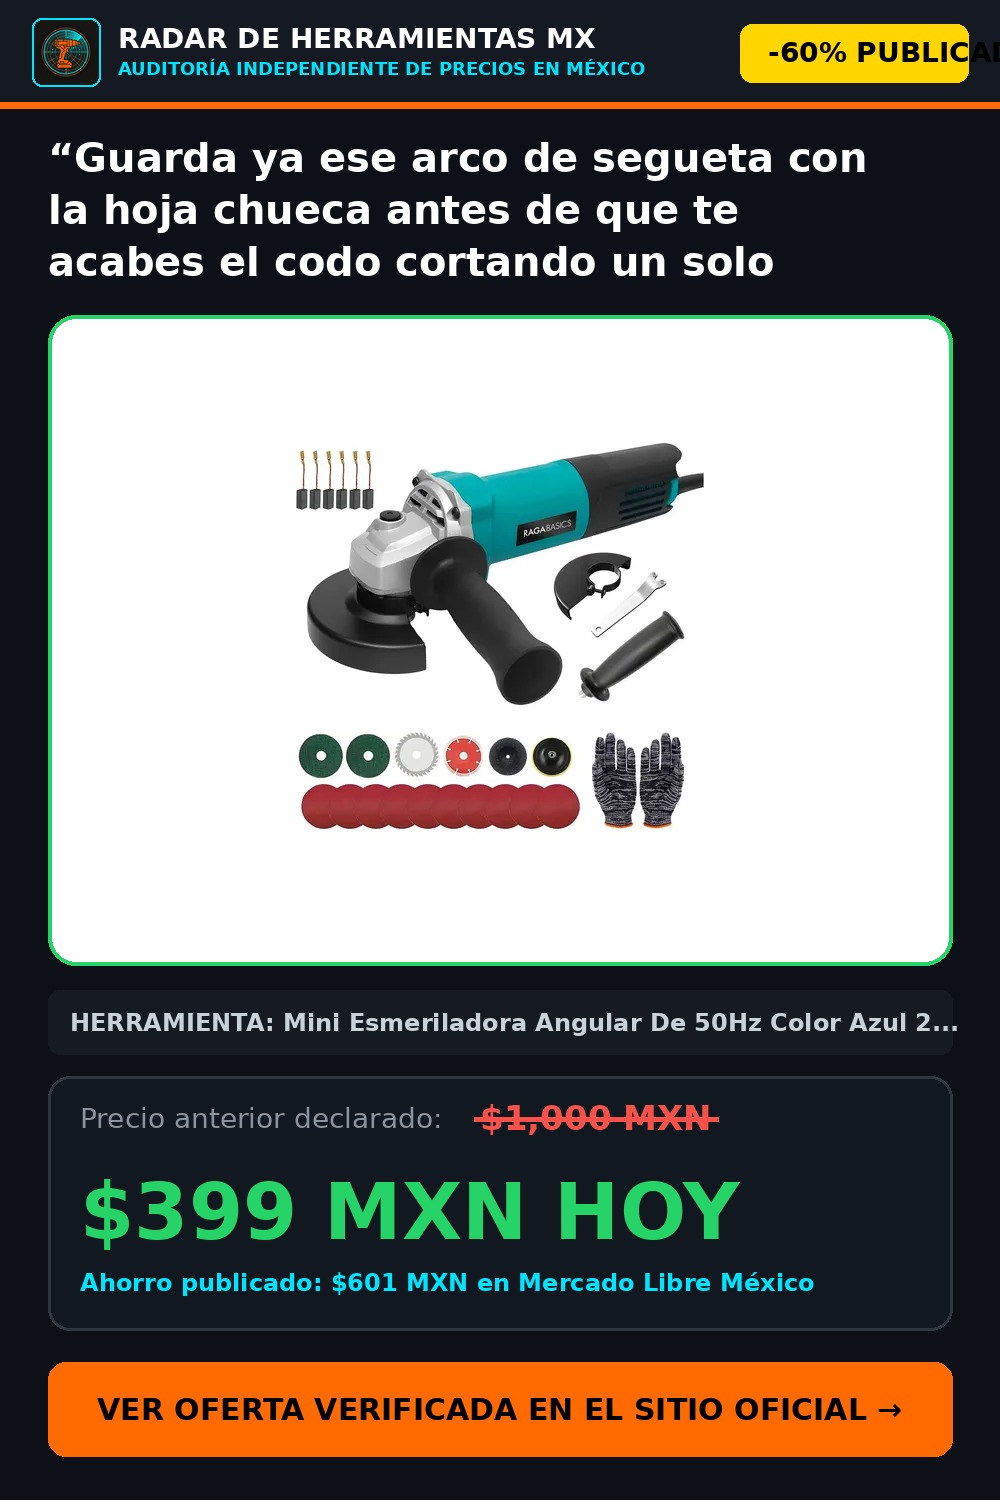 RADAR DE HERRAMIENTAS MX
AUDITORÍA INDEPENDIENTE DE PRECIOS EN MÉXICO
-60% PUBLICA
“Guarda ya ese arco de segueta con
la hoja chueca antes de que te
acabes el codo cortando un solo
RAGABASICS
HERRAMIENTA: Mini Esmeriladora Angular De 50Hz Color Azul 2...
Precio anterior declarado: $1,000 MXN
$399 MXN HOY
Ahorro publicado: $601 MXN en Mercado Libre México
VER OFERTA VERIFICADA EN EL SITIO OFICIAL →